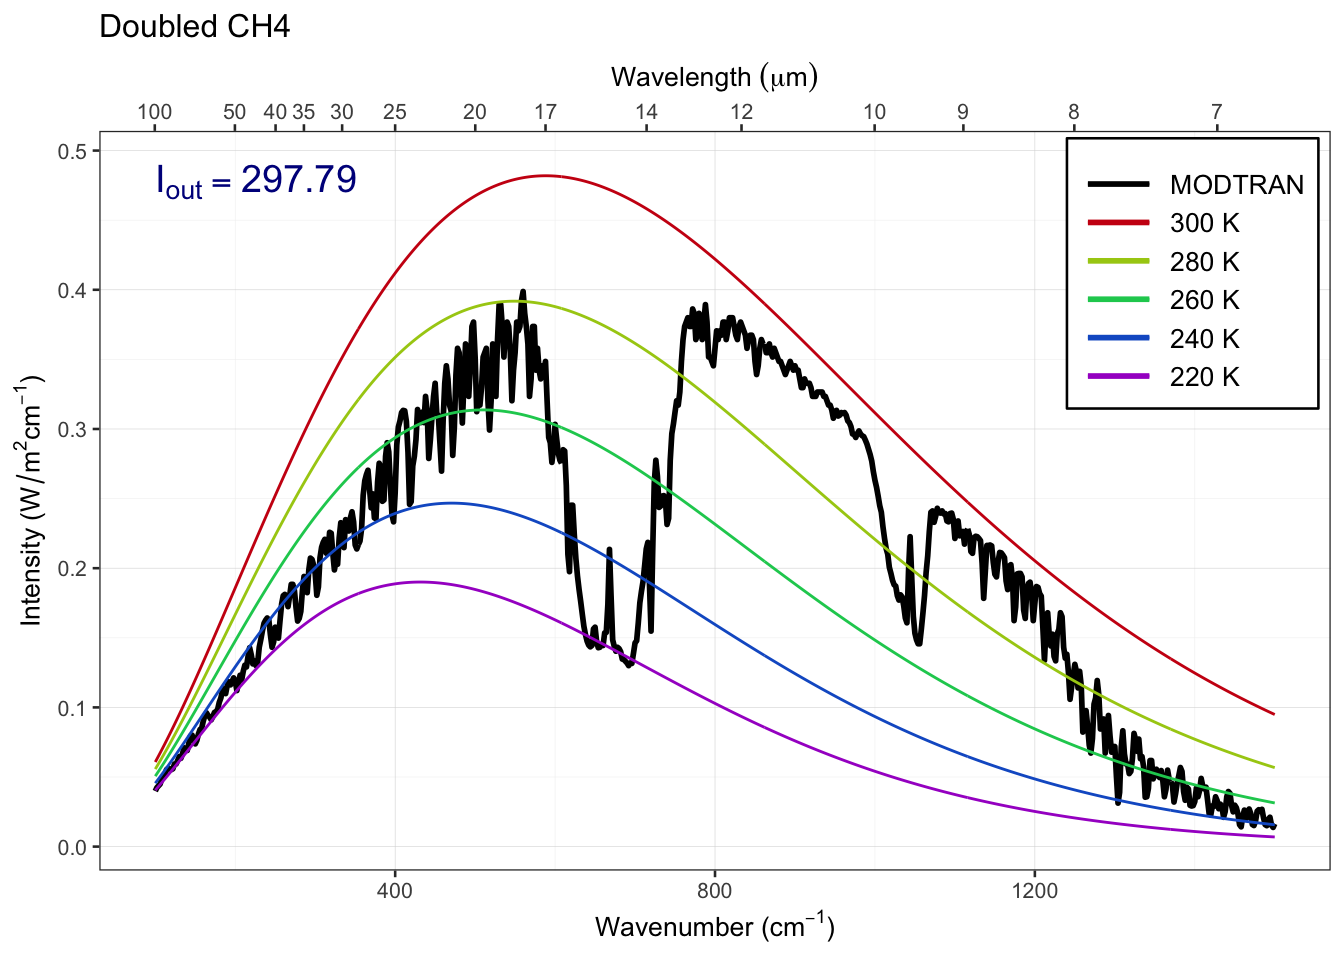 Doubled CH4
Wavelength (μm)
100 50 40 35 30 25 20 17 14 12 10 9 8 7
I_out = 297.79
MODTRAN
300 K
280 K
260 K
240 K
220 K
Intensity (W/m²cm⁻¹)
0.5
0.4
0.3
0.2
0.1
0.0
400 800 1200
Wavenumber (cm⁻¹)